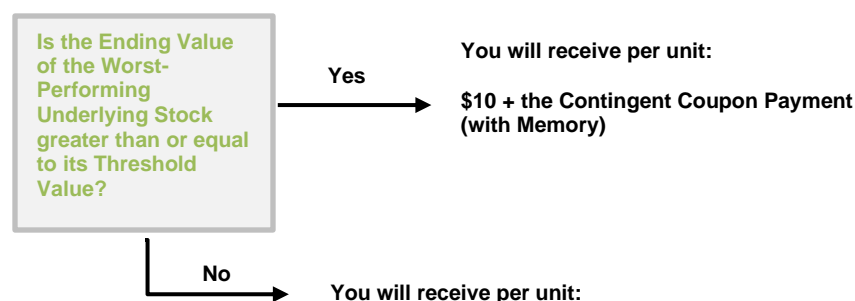 Is the Ending Value
of the Worst-
Performing
Underlying Stock
greater than or equal
to its Threshold
Value?
Yes
You will receive per unit:
$10 + the Contingent Coupon Payment
(with Memory)
No
You will receive per unit: